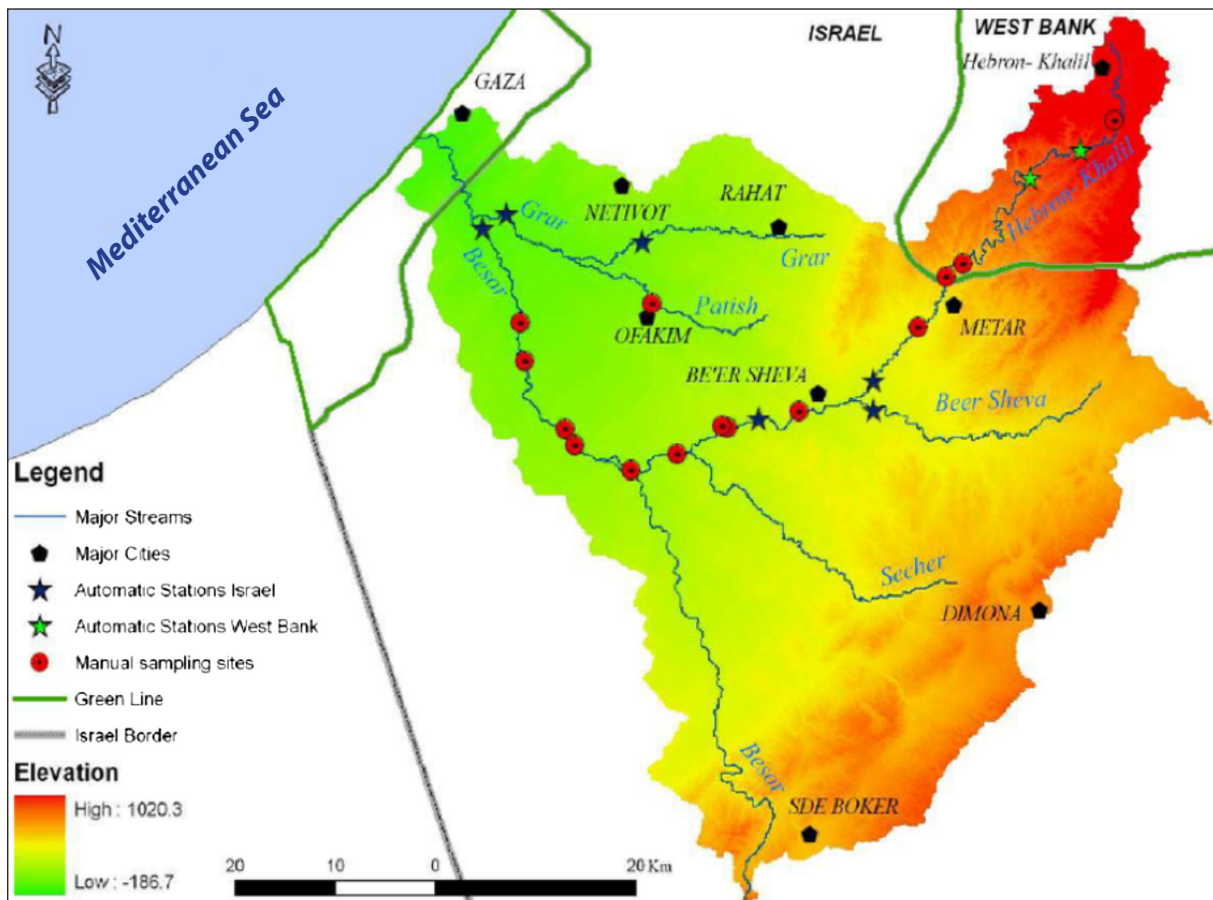 N
ISRAEL
WEST BANK
Hebron- Khalil
GAZA
Mediterranean Sea
RAHAT
NETIVOT
Grar
Hebron- Khalil
Grar
Besor
Patish
OFAKIM
METAR
BE'ER SHEVA
Beer Sheva
Secher
DIMONA
Besor
SDE BOKER
Legend
Major Streams
Major Cities
Automatic Stations Israel
Automatic Stations West Bank
Manual sampling sites
Green Line
Israel Border
Elevation
High : 1020.3
Low : -186.7
20 10 0 20 Km